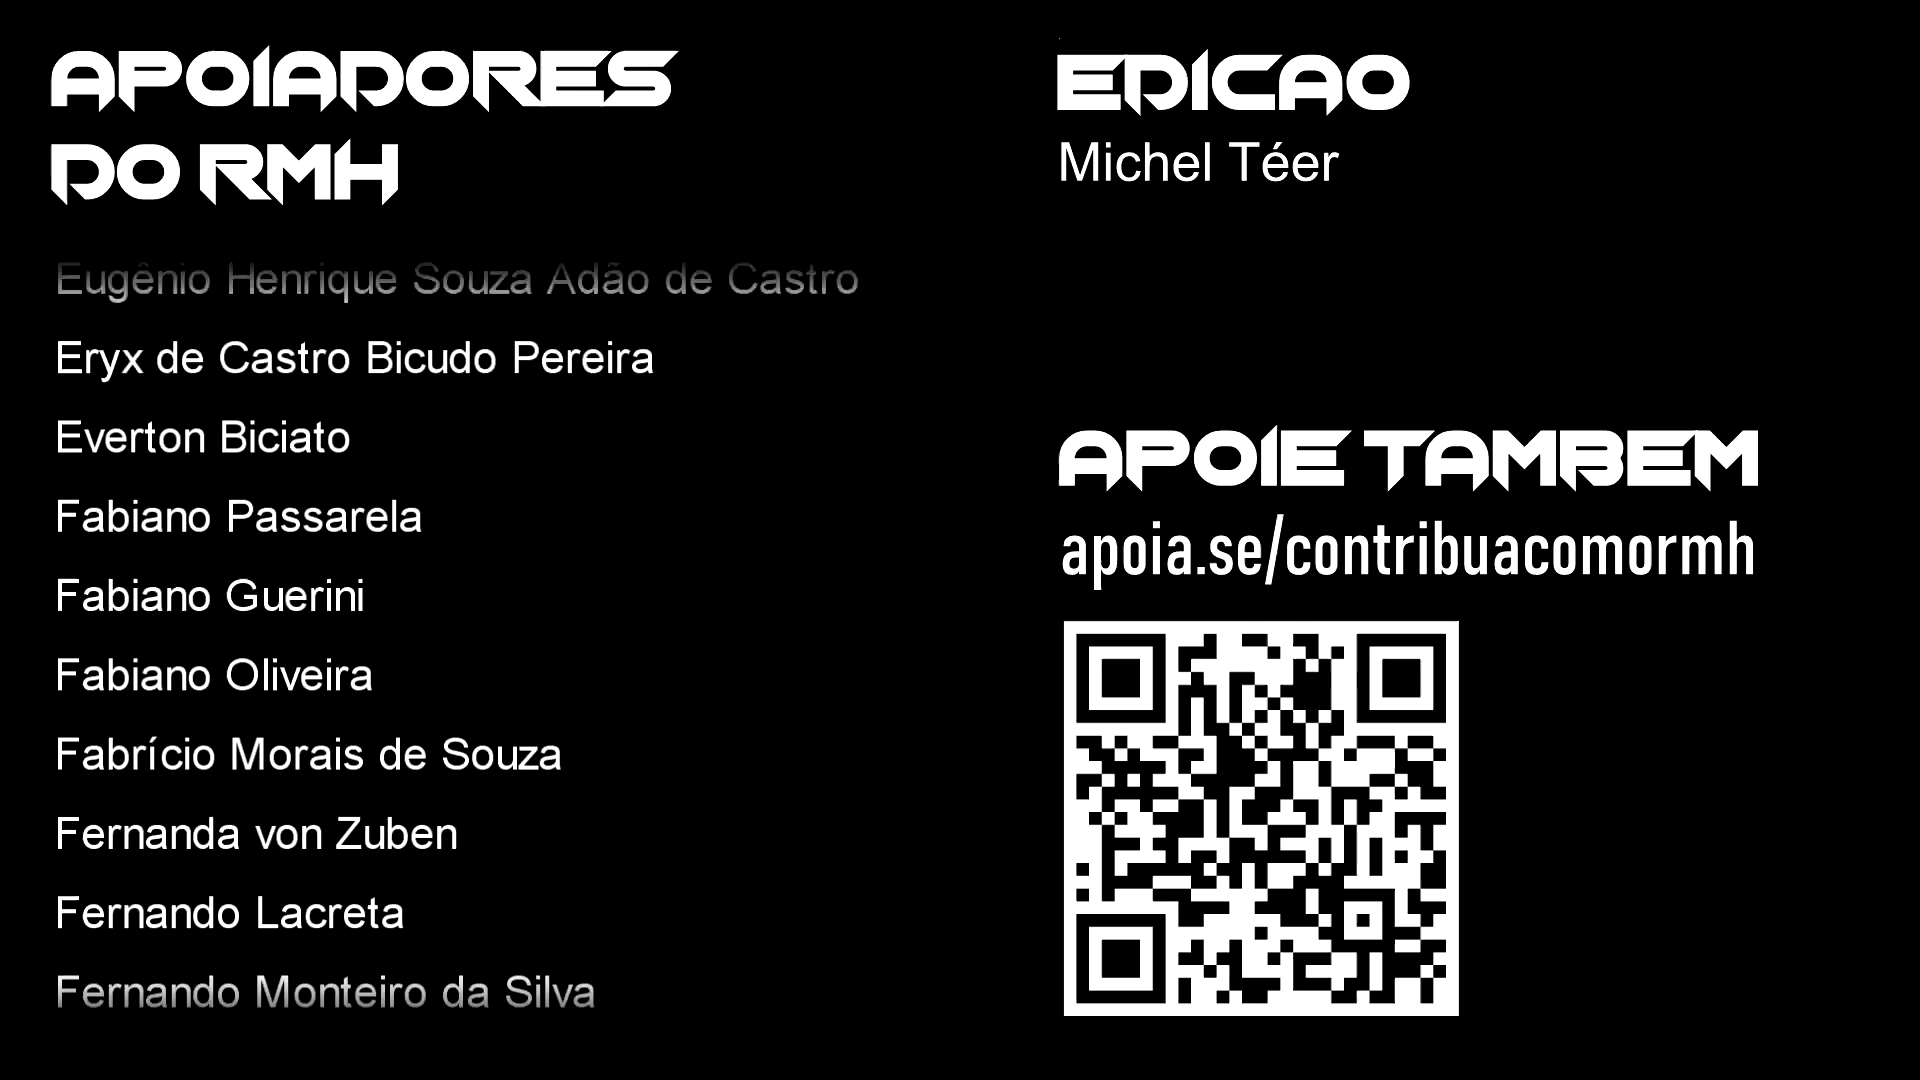 APOIADORES
DO RMH
Eugênio Henrique Souza Adão de Castro
Eryx de Castro Bicudo Pereira
Everton Biciato
Fabiano Passarela
Fabiano Guerini
Fabiano Oliveira
Fabrício Morais de Souza
Fernanda von Zuben
Fernando Lacreta
Fernando Monteiro da Silva
EDICAO
Michel Téer
APOIE TAMBEM
apoia.se/contribuacomormh